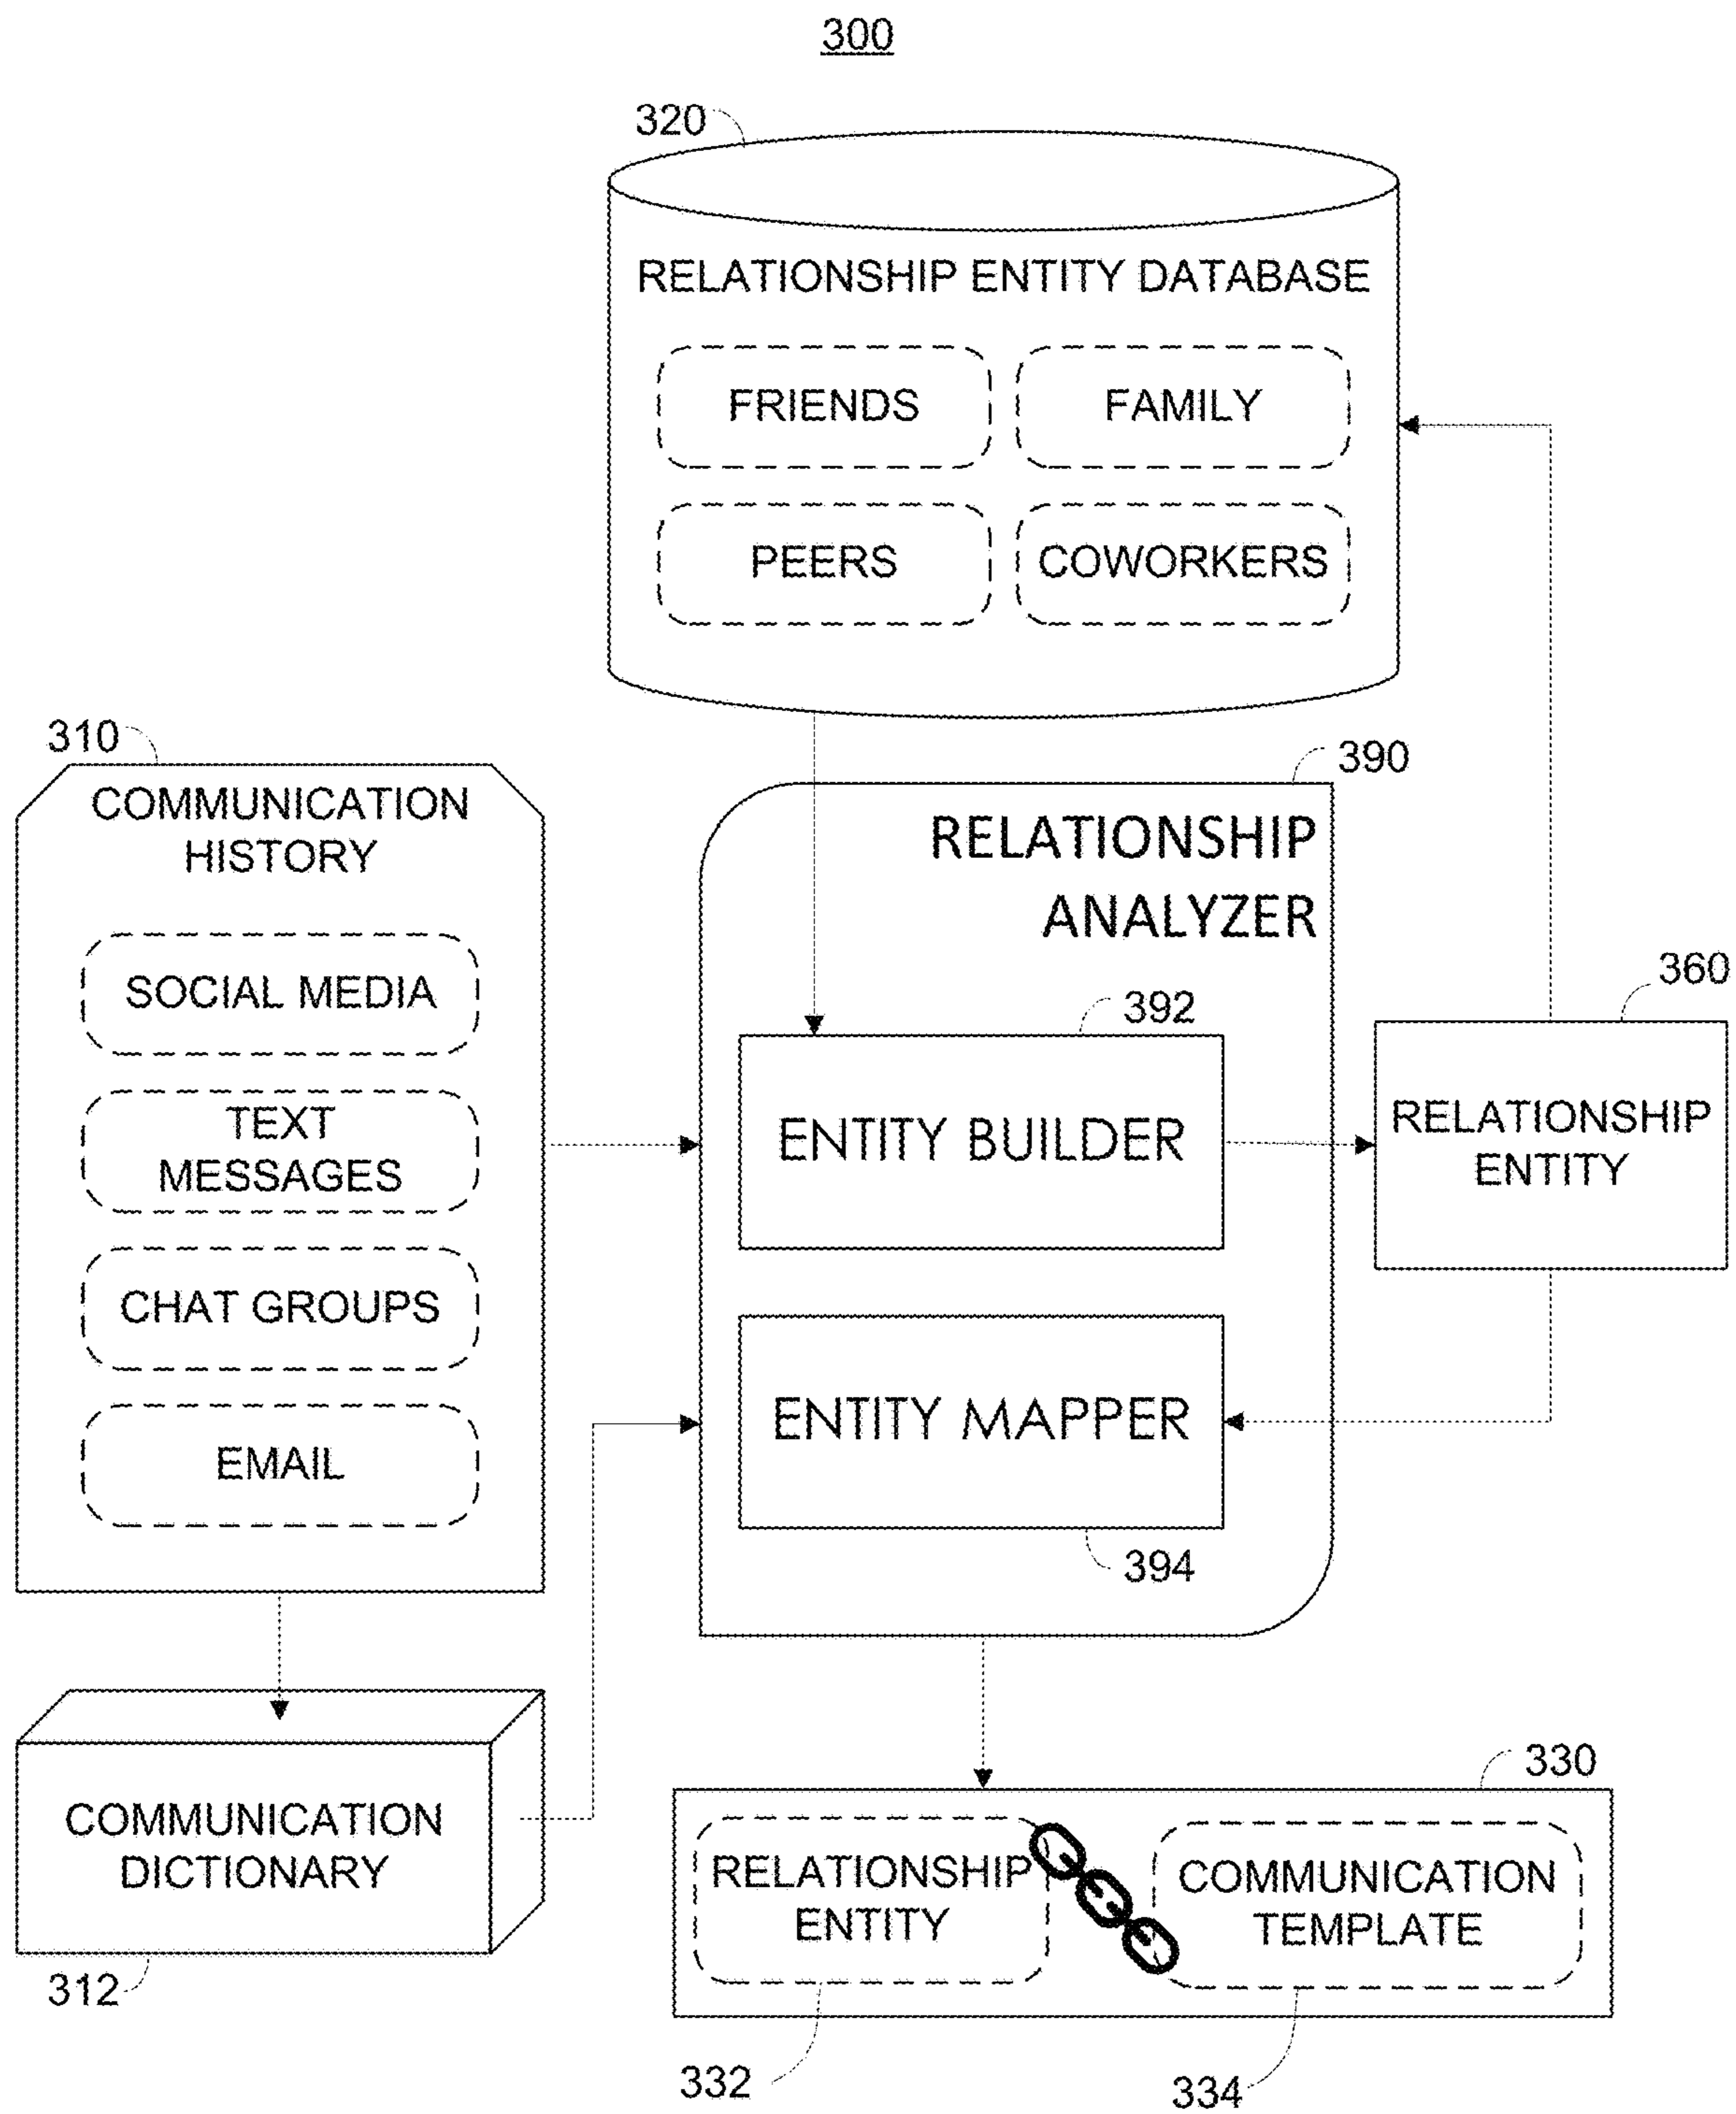 300
320
RELATIONSHIP ENTITY DATABASE
FRIENDS
FAMILY
PEERS
COWORKERS
310
COMMUNICATION
HISTORY
SOCIAL MEDIA
TEXT
MESSAGES
CHAT GROUPS
EMAIL
390
RELATIONSHIP
ANALYZER
392
ENTITY BUILDER
ENTITY MAPPER
394
360
RELATIONSHIP
ENTITY
COMMUNICATION
DICTIONARY
312
330
RELATIONSHIP
ENTITY
COMMUNICATION
TEMPLATE
332
334